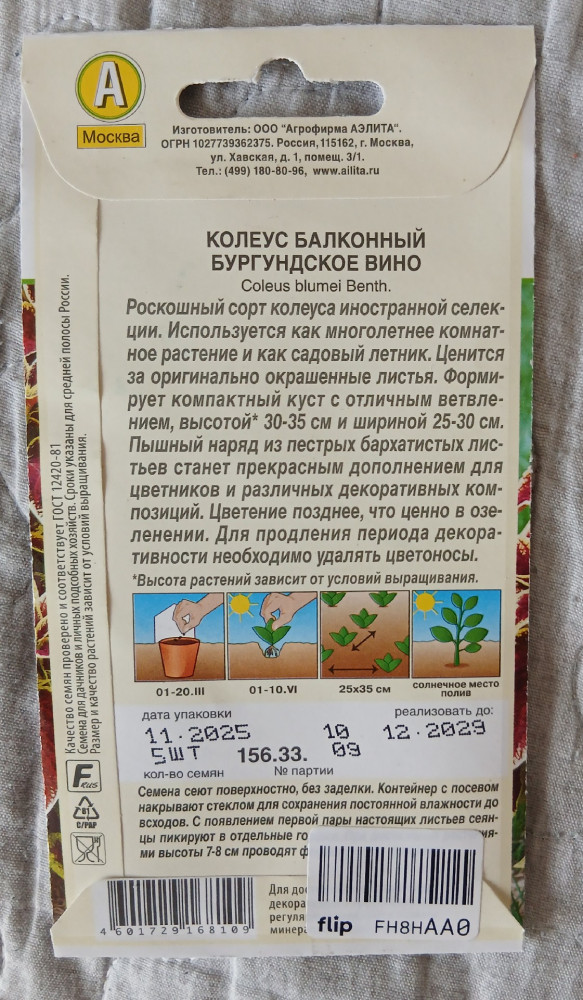 А
Москва
Изготовитель: ООО "Агрофирма АЭЛИТА".
ОГРН 1027739362375. Россия,115162, г. Москва,
ул. Хавская, д. 1, помещ. 3/1.
Тел.: (499) 180-80-96, www.ailita.ru
КОЛЕУС БАЛКОННЫЙ
БУРГУНДСКОЕ ВИНО
Coleus blumei Benth.
Роскошный сорт колеуса иностранной селек-
ции. Используется как многолетнее комнат-
ное растение и как садовый летник. Ценится
за оригинально окрашенные листья. Форми-
рует компактный куст с отличным ветвле-
нием, высотой* 30-35 см и шириной 25-30 см.
Пышный наряд из пестрых бархатистых лис-
тьев станет прекрасным дополнением для
цветников и различных декоративных ком-
позиций. Цветение позднее, что ценно в озе-
ленении. Для продления периода декора-
тивности необходимо удалять цветоносы.
*Высота растений зависит от условий выращивания.
01-20.III
01-10.VI
25х35 см
солнечное место
полив
дата упаковки
реализовать до:
11.2025
10
12.2029
5ШТ
156.33.
09
кол-во семян
№ партии
Семена сеют поверхностно, без заделки. Контейнер с посевом
накрывают стеклом для сохранения постоянной влажности до
всходов. С появлением первой пары настоящих листьев сеян-
цы пикируют в отдельные
ми высоты 7-8 см проводят
Для
регуля
Качество семян проверено и соответствует ГОСТ 12420-81
Семена для дачников и личных подсобных хозяйств. Сроки указаны для средней полосы России.
Размер и качество растений зависят от условий выращивания.
F
RUS
81
C/PAP
4 601729 168109
flip
FH8HAA0